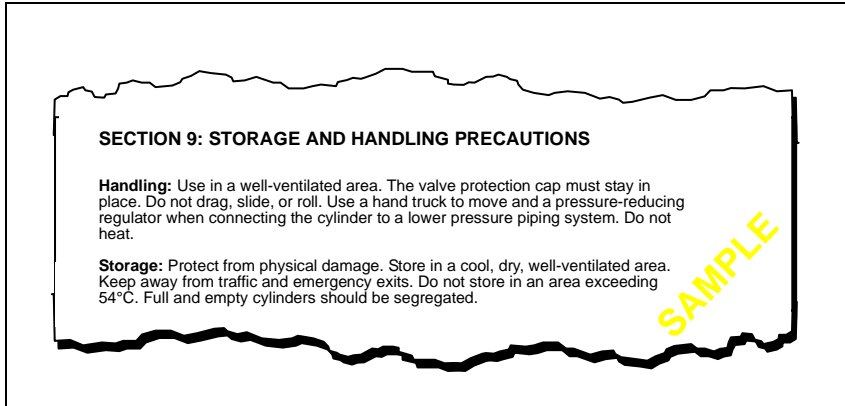 SECTION 9: STORAGE AND HANDLING PRECAUTIONS
Handling: Use in a well-ventilated area. The valve protection cap must stay in
place. Do not drag, slide, or roll. Use a hand truck to move and a pressure-reducing
regulator when connecting the cylinder to a lower pressure piping system. Do not
heat.
Storage: Protect from physical damage. Store in a cool, dry, well-ventilated area.
Keep away from traffic and emergency exits. Do not store in an area exceeding
54°C. Full and empty cylinders should be segregated.
SAMPLE